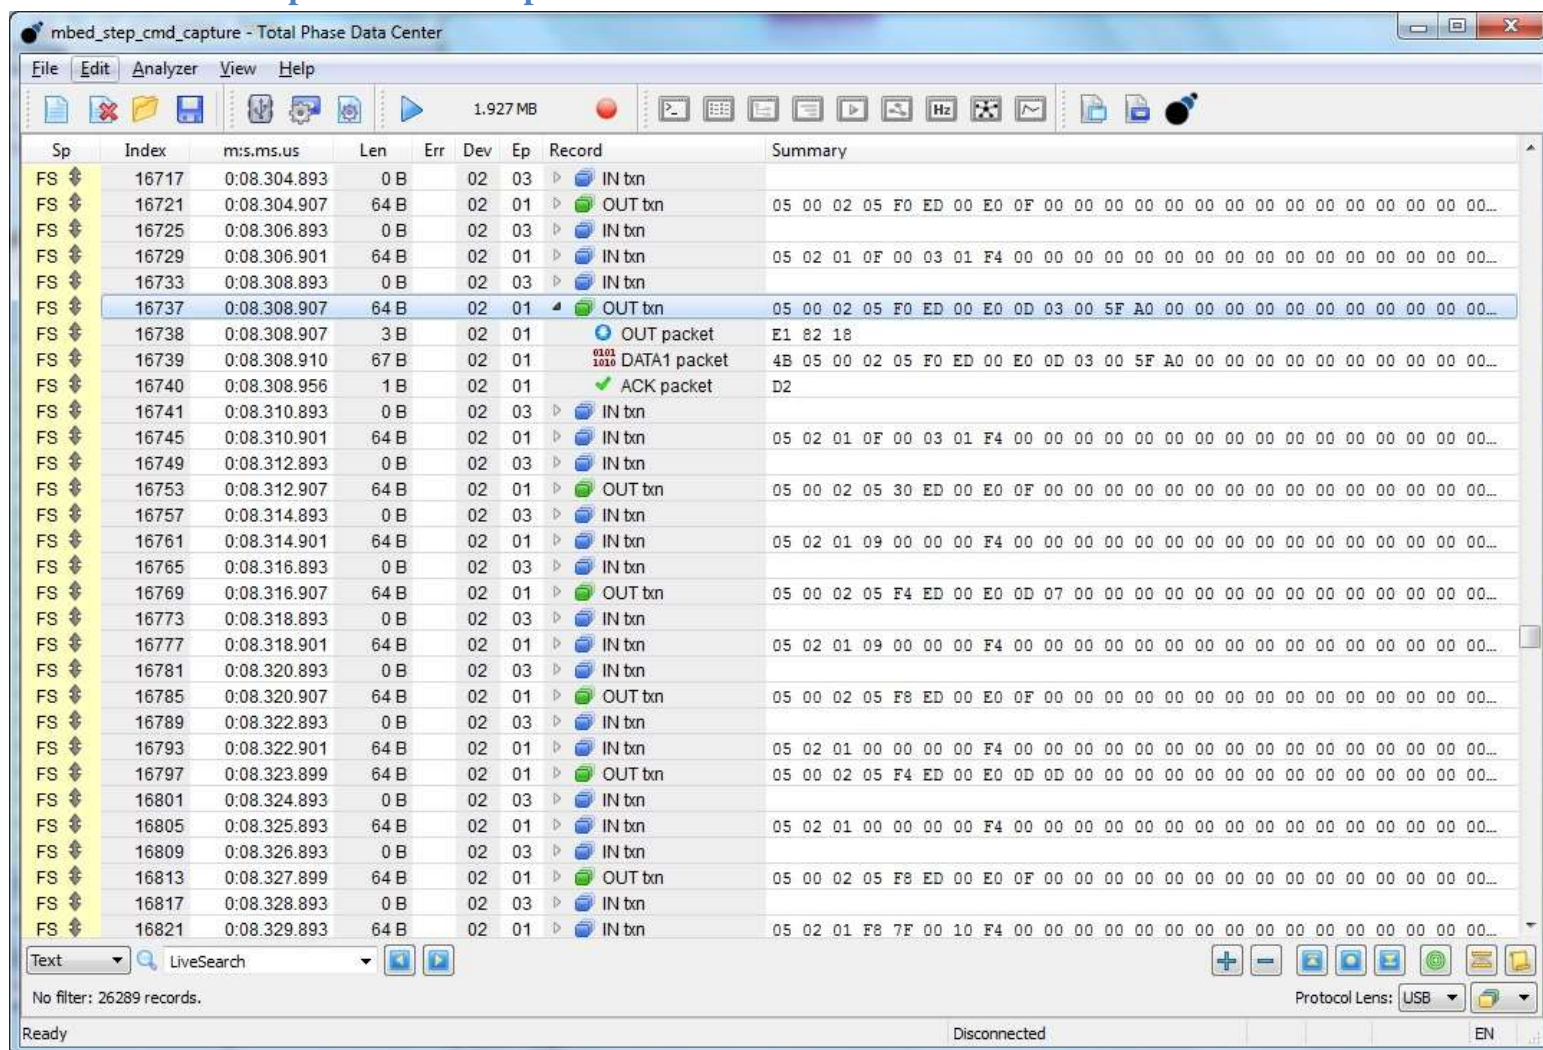 mbed_step_cmd_capture - Total Phase Data Center
File Edit Analyzer View Help
1.927 MB Hz
Sp Index m:s.ms.us Len Err Dev Ep Record Summary
FS 16717 0:08.304.893 0 B 02 03 IN txn
FS 16721 0:08.304.907 64 B 02 01 OUT txn 05 00 02 05 F0 ED 00 E0 0F 00 00 00 00 00 00 00 00 00 00 00 00 00 00 00...
FS 16725 0:08.306.893 0 B 02 03 IN txn
FS 16729 0:08.306.901 64 B 02 01 IN txn 05 02 01 0F 00 03 01 F4 00 00 00 00 00 00 00 00 00 00 00 00 00 00 00 00...
FS 16733 0:08.308.893 0 B 02 03 IN txn
FS 16737 0:08.308.907 64 B 02 01 OUT txn 05 00 02 05 F0 ED 00 E0 0D 03 00 5F A0 00 00 00 00 00 00 00 00 00 00 00...
FS 16738 0:08.308.907 3 B 02 01 OUT packet E1 82 18
FS 16739 0:08.308.910 67 B 02 01 0101 1010 DATA1 packet 4B 05 00 02 05 F0 ED 00 E0 0D 03 00 5F A0 00 00 00 00 00 00 00 00 00 00...
FS 16740 0:08.308.956 1 B 02 01 ACK packet D2
FS 16741 0:08.310.893 0 B 02 03 IN txn
FS 16745 0:08.310.901 64 B 02 01 IN txn 05 02 01 0F 00 03 01 F4 00 00 00 00 00 00 00 00 00 00 00 00 00 00 00 00...
FS 16749 0:08.312.893 0 B 02 03 IN txn
FS 16753 0:08.312.907 64 B 02 01 OUT txn 05 00 02 05 30 ED 00 E0 0F 00 00 00 00 00 00 00 00 00 00 00 00 00 00 00...
FS 16757 0:08.314.893 0 B 02 03 IN txn
FS 16761 0:08.314.901 64 B 02 01 IN txn 05 02 01 09 00 00 00 F4 00 00 00 00 00 00 00 00 00 00 00 00 00 00 00 00...
FS 16765 0:08.316.893 0 B 02 03 IN txn
FS 16769 0:08.316.907 64 B 02 01 OUT txn 05 00 02 05 F4 ED 00 E0 0D 07 00 00 00 00 00 00 00 00 00 00 00 00 00 00...
FS 16773 0:08.318.893 0 B 02 03 IN txn
FS 16777 0:08.318.901 64 B 02 01 IN txn 05 02 01 09 00 00 00 F4 00 00 00 00 00 00 00 00 00 00 00 00 00 00 00 00...
FS 16781 0:08.320.893 0 B 02 03 IN txn
FS 16785 0:08.320.907 64 B 02 01 OUT txn 05 00 02 05 F8 ED 00 E0 0F 00 00 00 00 00 00 00 00 00 00 00 00 00 00 00...
FS 16789 0:08.322.893 0 B 02 03 IN txn
FS 16793 0:08.322.901 64 B 02 01 IN txn 05 02 01 00 00 00 00 F4 00 00 00 00 00 00 00 00 00 00 00 00 00 00 00 00...
FS 16797 0:08.323.899 64 B 02 01 OUT txn 05 00 02 05 F4 ED 00 E0 0D 0D 00 00 00 00 00 00 00 00 00 00 00 00 00 00...
FS 16801 0:08.324.893 0 B 02 03 IN txn
FS 16805 0:08.325.893 64 B 02 01 IN txn 05 02 01 00 00 00 00 F4 00 00 00 00 00 00 00 00 00 00 00 00 00 00 00 00...
FS 16809 0:08.326.893 0 B 02 03 IN txn
FS 16813 0:08.327.899 64 B 02 01 OUT txn 05 00 02 05 F8 ED 00 E0 0F 00 00 00 00 00 00 00 00 00 00 00 00 00 00 00...
FS 16817 0:08.328.893 0 B 02 03 IN txn
FS 16821 0:08.329.893 64 B 02 01 IN txn 05 02 01 F8 7F 00 10 F4 00 00 00 00 00 00 00 00 00 00 00 00 00 00 00 00...
Text LiveSearch
No filter: 26289 records. Protocol Lens: USB
Ready Disconnected EN